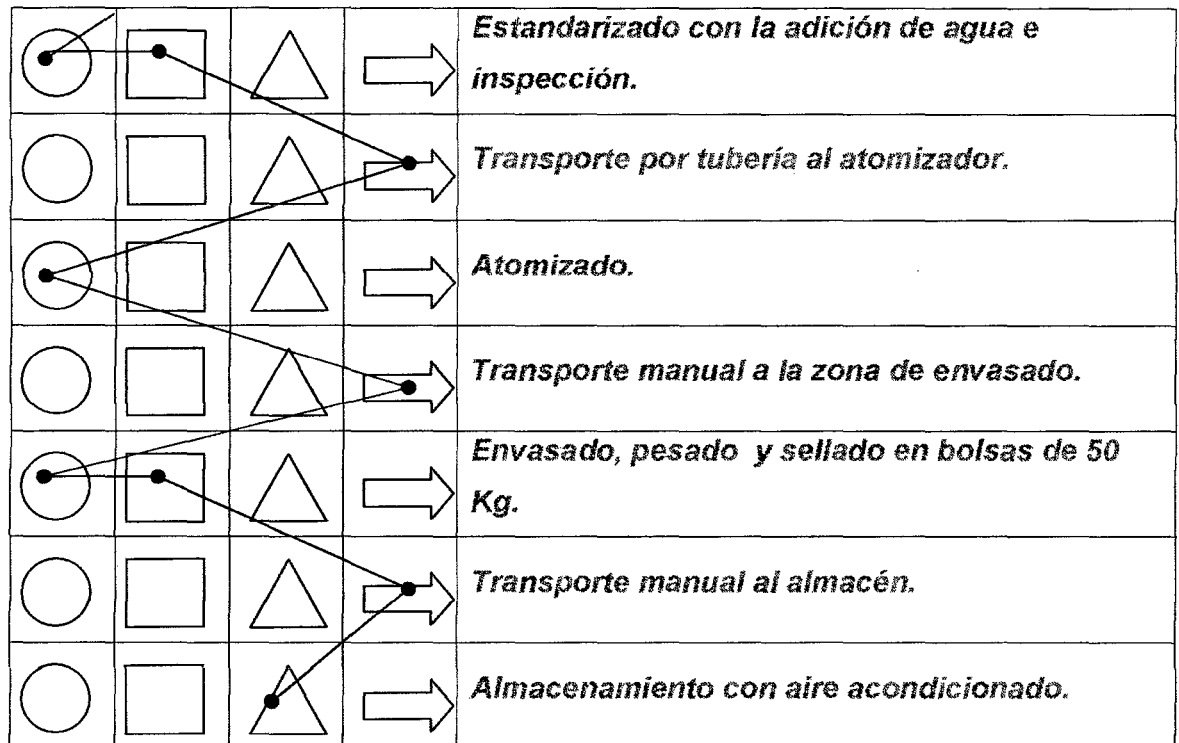 Estandarizado con la adición de agua e
inspección.
Transporte por tubería al atomizador.
Atomizado.
Transporte manual a la zona de envasado.
Envasado, pesado y sellado en bolsas de 50
Kg.
Transporte manual al almacén.
Almacenamiento con aire acondicionado.